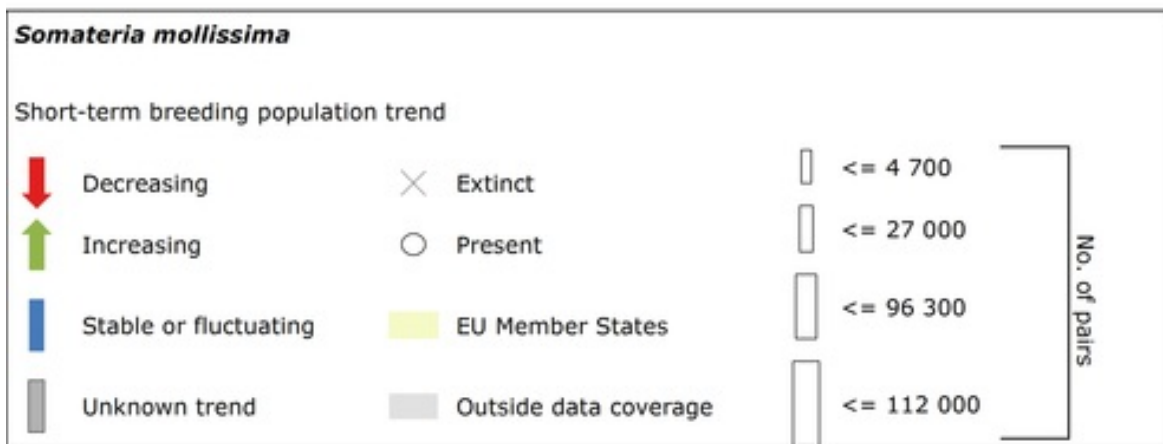 Somateria mollissima
Short-term breeding population trend
Decreasing
Extinct
<= 4 700
Increasing
Present
<= 27 000
Stable or fluctuating
EU Member States
<= 96 300
Unknown trend
Outside data coverage
<= 112 000
No. of pairs